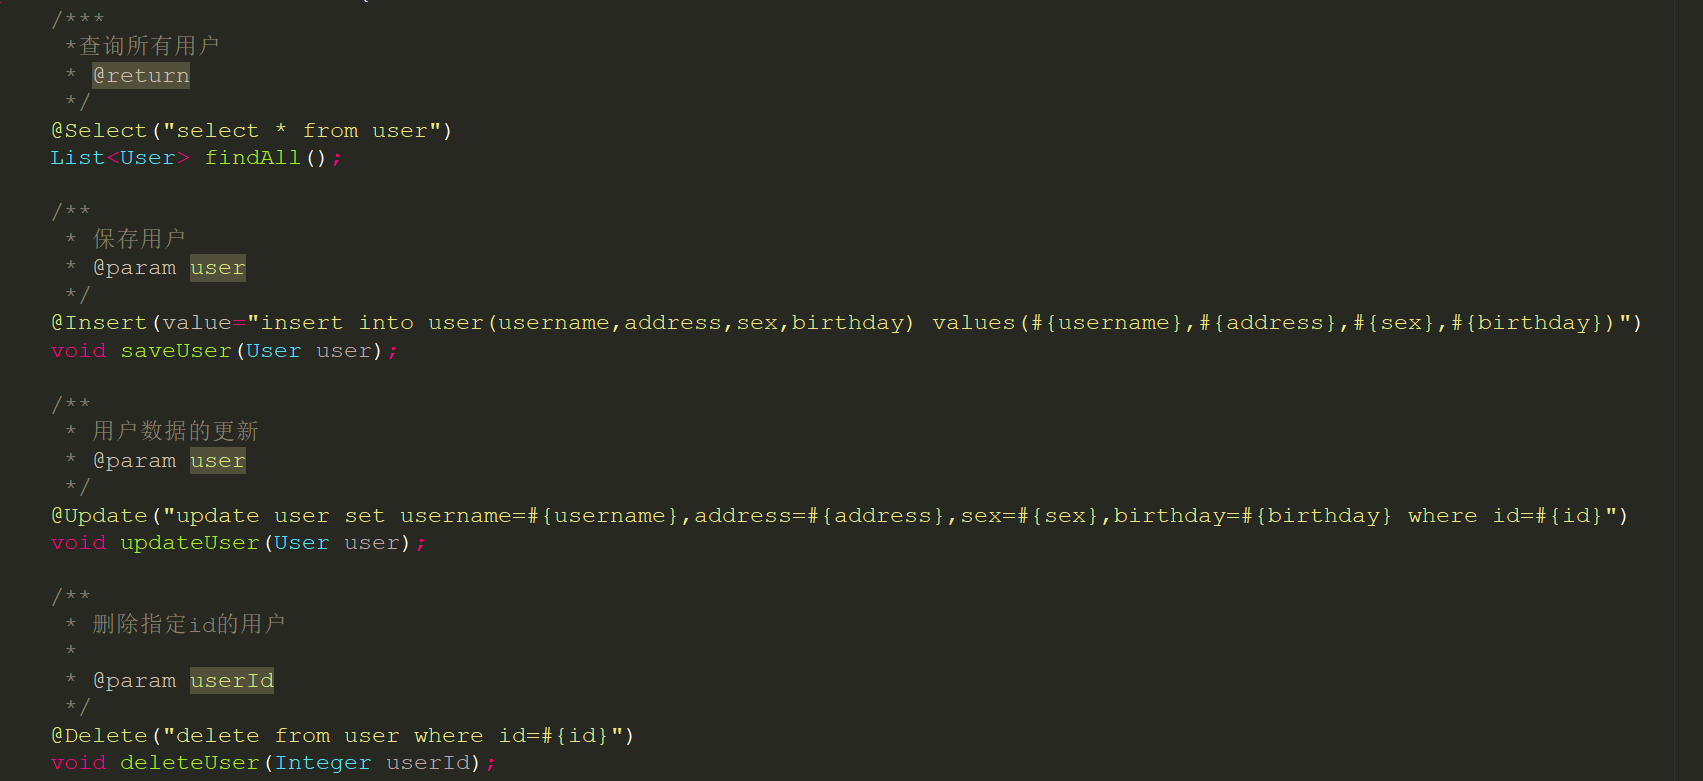 /***
*查询所有用户
* @return
*/
@Select("select * from user")
List<User> findAll();
/**
* 保存用户
* @param user
*/
@Insert(value="insert into user(username,address,sex,birthday) values(#{username},#{address},#{sex},#{birthday})")
void saveUser(User user);
/**
* 用户数据的更新
* @param user
*/
@Update("update user set username=#{username},address=#{address},sex=#{sex},birthday=#{birthday} where id=#{id}")
void updateUser(User user);
/**
* 删除指定id的用户
*
* @param userId
*/
@Delete("delete from user where id=#{id}")
void deleteUser(Integer userId);